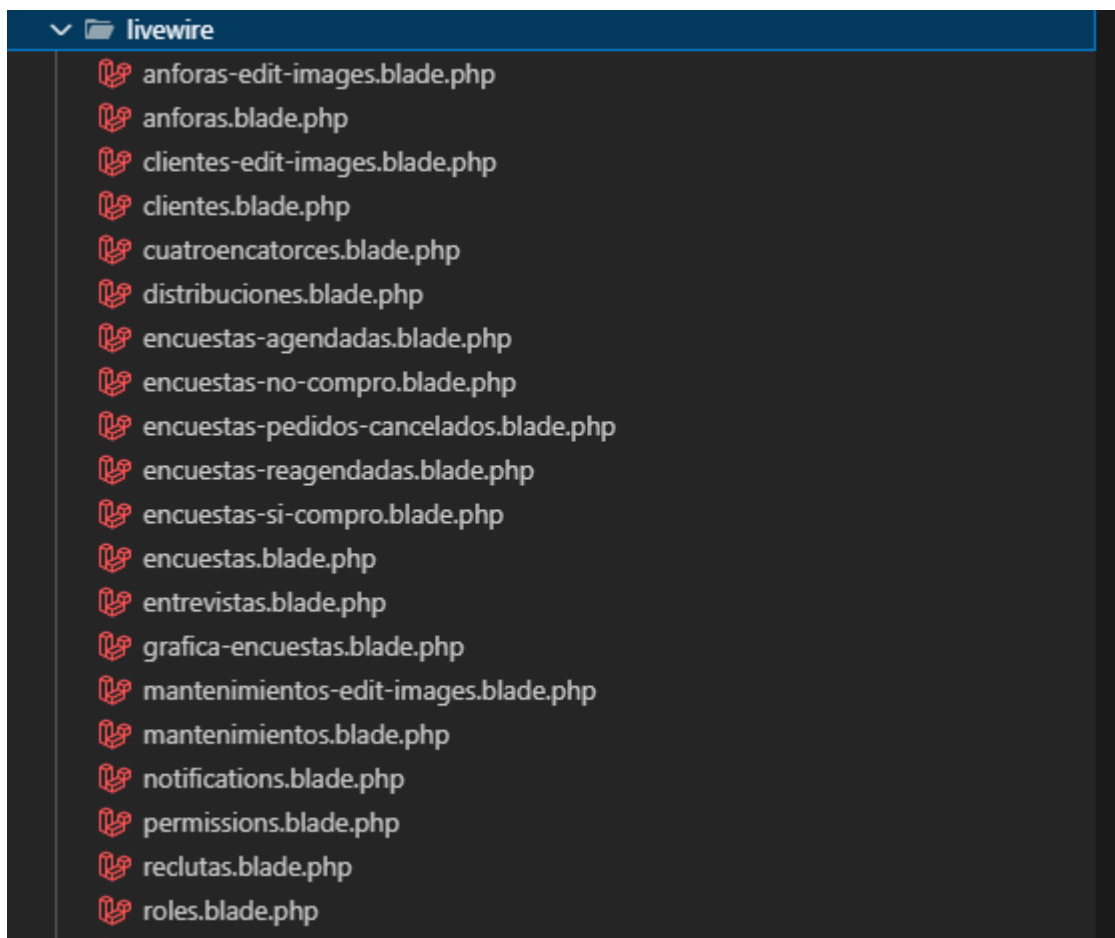 livewire
anforas-edit-images.blade.php
anforas.blade.php
clientes-edit-images.blade.php
clientes.blade.php
cuatroencatorces.blade.php
distribuciones.blade.php
encuestas-agendadas.blade.php
encuestas-no-compro.blade.php
encuestas-pedidos-cancelados.blade.php
encuestas-reagendadas.blade.php
encuestas-si-compro.blade.php
encuestas.blade.php
entrevistas.blade.php
grafica-encuestas.blade.php
mantenimientos-edit-images.blade.php
mantenimientos.blade.php
notifications.blade.php
permissions.blade.php
reclutas.blade.php
roles.blade.php